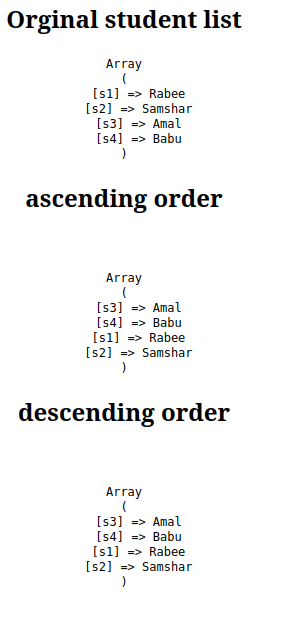 Orginal student list
Array
(
[s1] => Rabee
[s2] => Samshar
[s3] => Amal
[s4] => Babu
)
ascending order
Array
(
[s3] => Amal
[s4] => Babu
[s1] => Rabee
[s2] => Samshar
)
descending order
Array
(
[s3] => Amal
[s4] => Babu
[s1] => Rabee
[s2] => Samshar
)